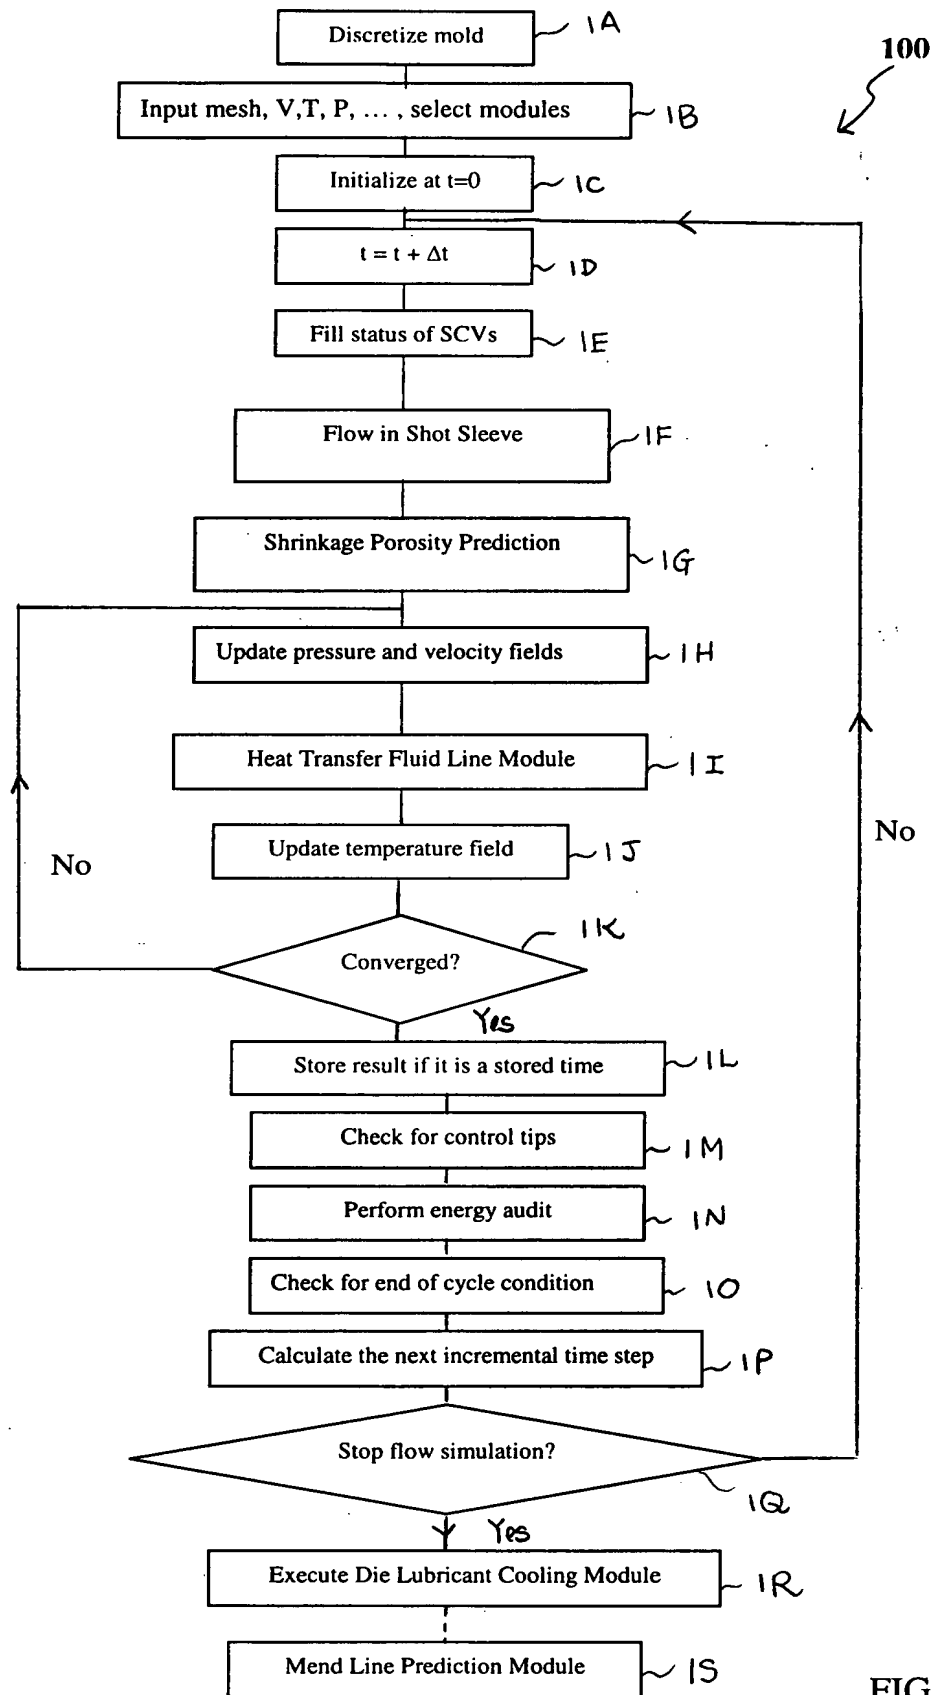 Discretize mold
1A
100
Input mesh, V,T, P, ... , select modules
1B
Initialize at t=0
1C
t = t + Δt
1D
Fill status of SCVs
1E
Flow in Shot Sleeve
1F
Shrinkage Porosity Prediction
1G
Update pressure and velocity fields
1H
Heat Transfer Fluid Line Module
1I
Update temperature field
1J
No
No
Converged?
1K
Yes
Store result if it is a stored time
1L
Check for control tips
1M
Perform energy audit
1N
Check for end of cycle condition
1O
Calculate the next incremental time step
1P
Stop flow simulation?
1Q
Yes
Execute Die Lubricant Cooling Module
1R
Mend Line Prediction Module
1S
FIG